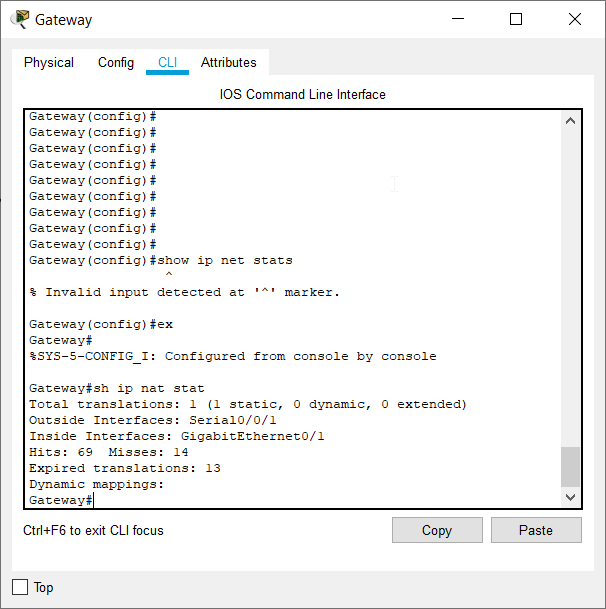 Gateway
Physical Config CLI Attributes
IOS Command Line Interface
Gateway(config)#
Gateway(config)#
Gateway(config)#
Gateway(config)#
Gateway(config)#
Gateway(config)#
Gateway(config)#
Gateway(config)#
Gateway(config)#
Gateway(config)#show ip net stats
^
% Invalid input detected at '^' marker.
Gateway(config)#ex
Gateway#
%SYS-5-CONFIG_I: Configured from console by console
Gateway#sh ip nat stat
Total translations: 1 (1 static, 0 dynamic, 0 extended)
Outside Interfaces: Serial0/0/1
Inside Interfaces: GigabitEthernet0/1
Hits: 69 Misses: 14
Expired translations: 13
Dynamic mappings:
Gateway#
Ctrl+F6 to exit CLI focus Copy Paste
Top